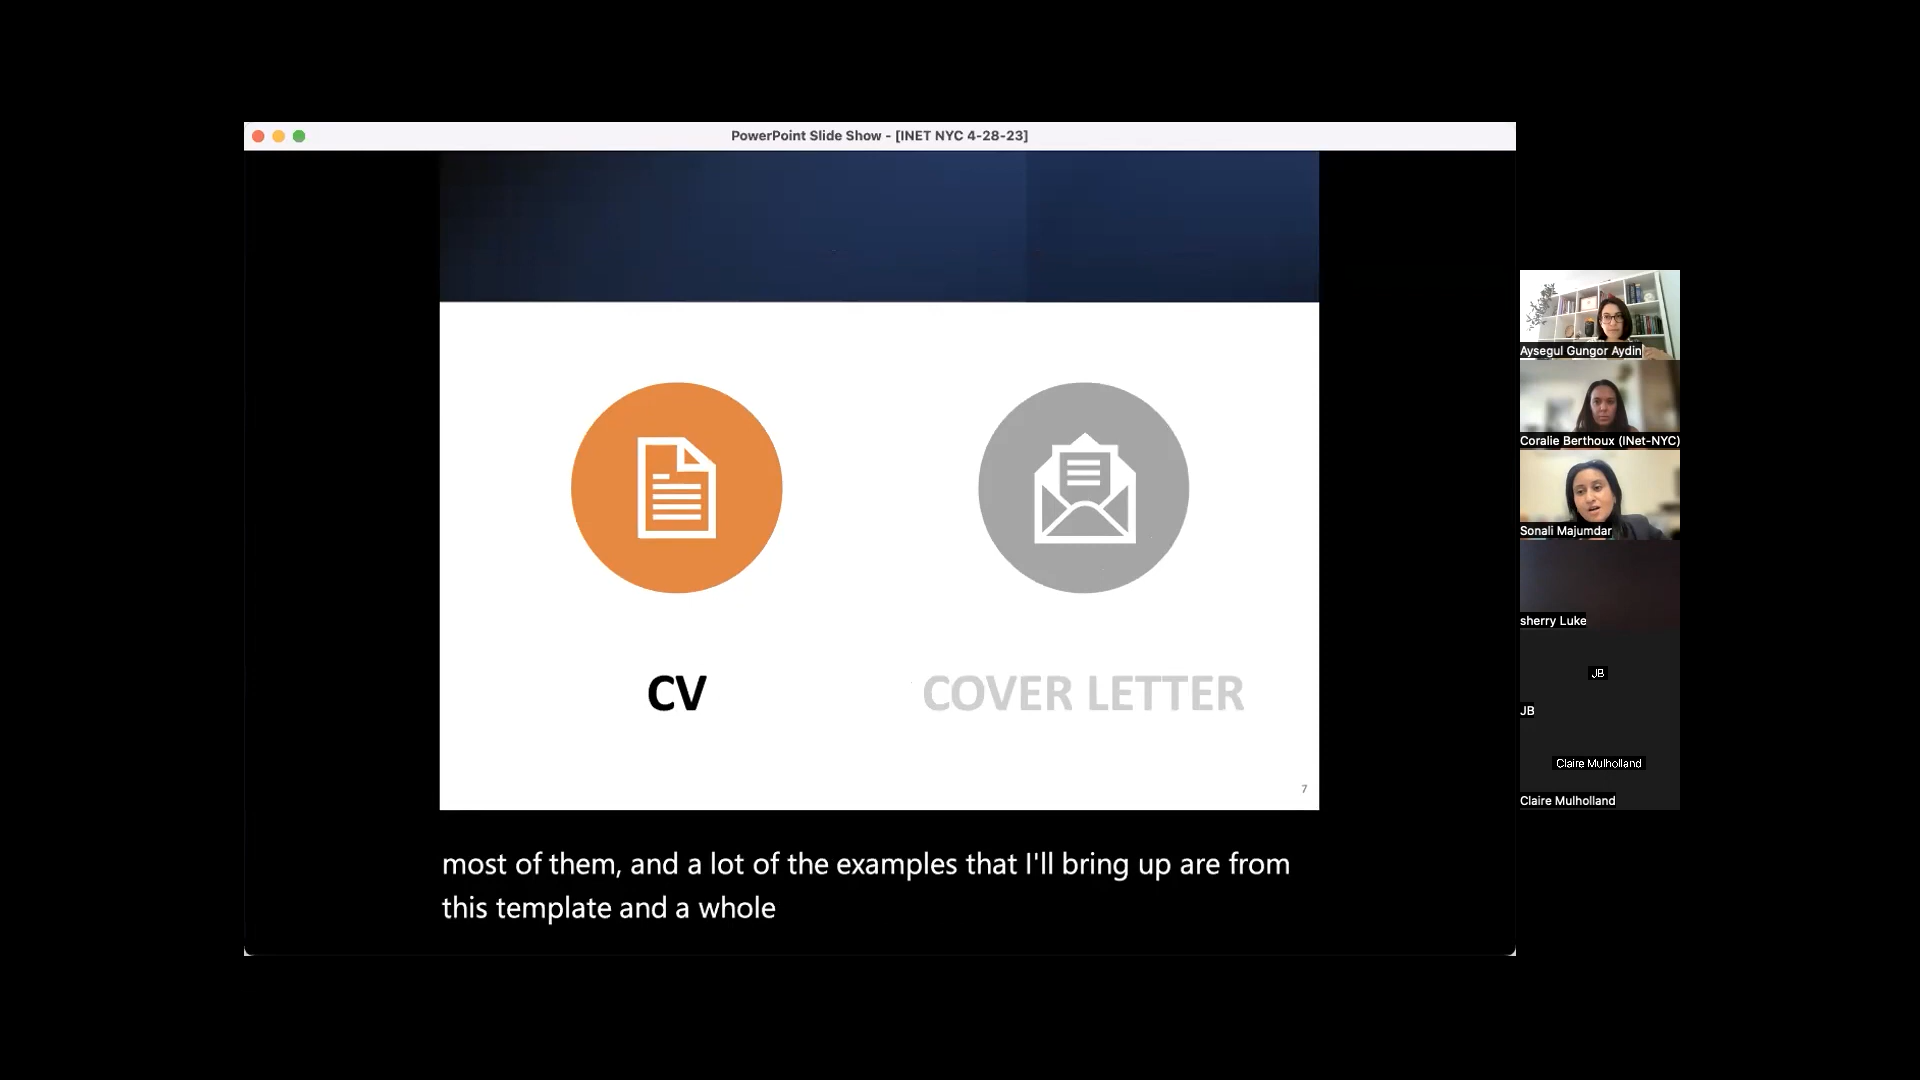 PowerPoint Slide Show - [INET NYC 4-28-23]
CV
COVER LETTER
7
most of them, and a lot of the examples that I'll bring up are from
this template and a whole
Aysegul Gungor Aydin
Coralie Berthoux (INet-NYC)
Sonali Majumdar
sherry Luke
JB
JB
Claire Mulholland
Claire Mulholland